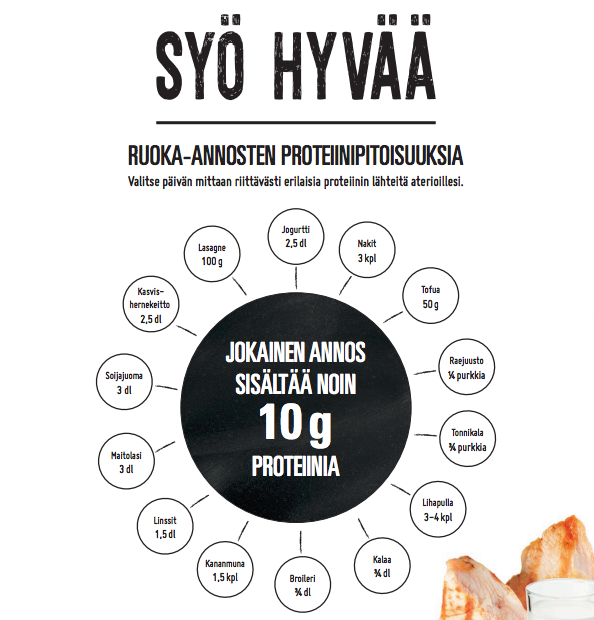 SYÖ HYVÄÄ
RUOKA-ANNOSTEN PROTEIINIPITOISUUKSIA
Valitse päivän mittaan riittävästi erilaisia proteiinin lähteitä aterioillesi.
Jogurtti
2,5 dl
Nakit
3 kpl
Tofua
50 g
Raejuusto
¼ purkkia
Tonnikala
¾ purkkia
Lihapulla
3–4 kpl
Kalaa
¾ dl
Broileri
¾ dl
Kananmuna
1,5 kpl
Linssit
1,5 dl
Maitolasi
3 dl
Soijajuoma
3 dl
Kasvis-
hernekeitto
2,5 dl
Lasagne
100 g
JOKAINEN ANNOS
SISÄLTÄÄ NOIN
10 g
PROTEIINIA